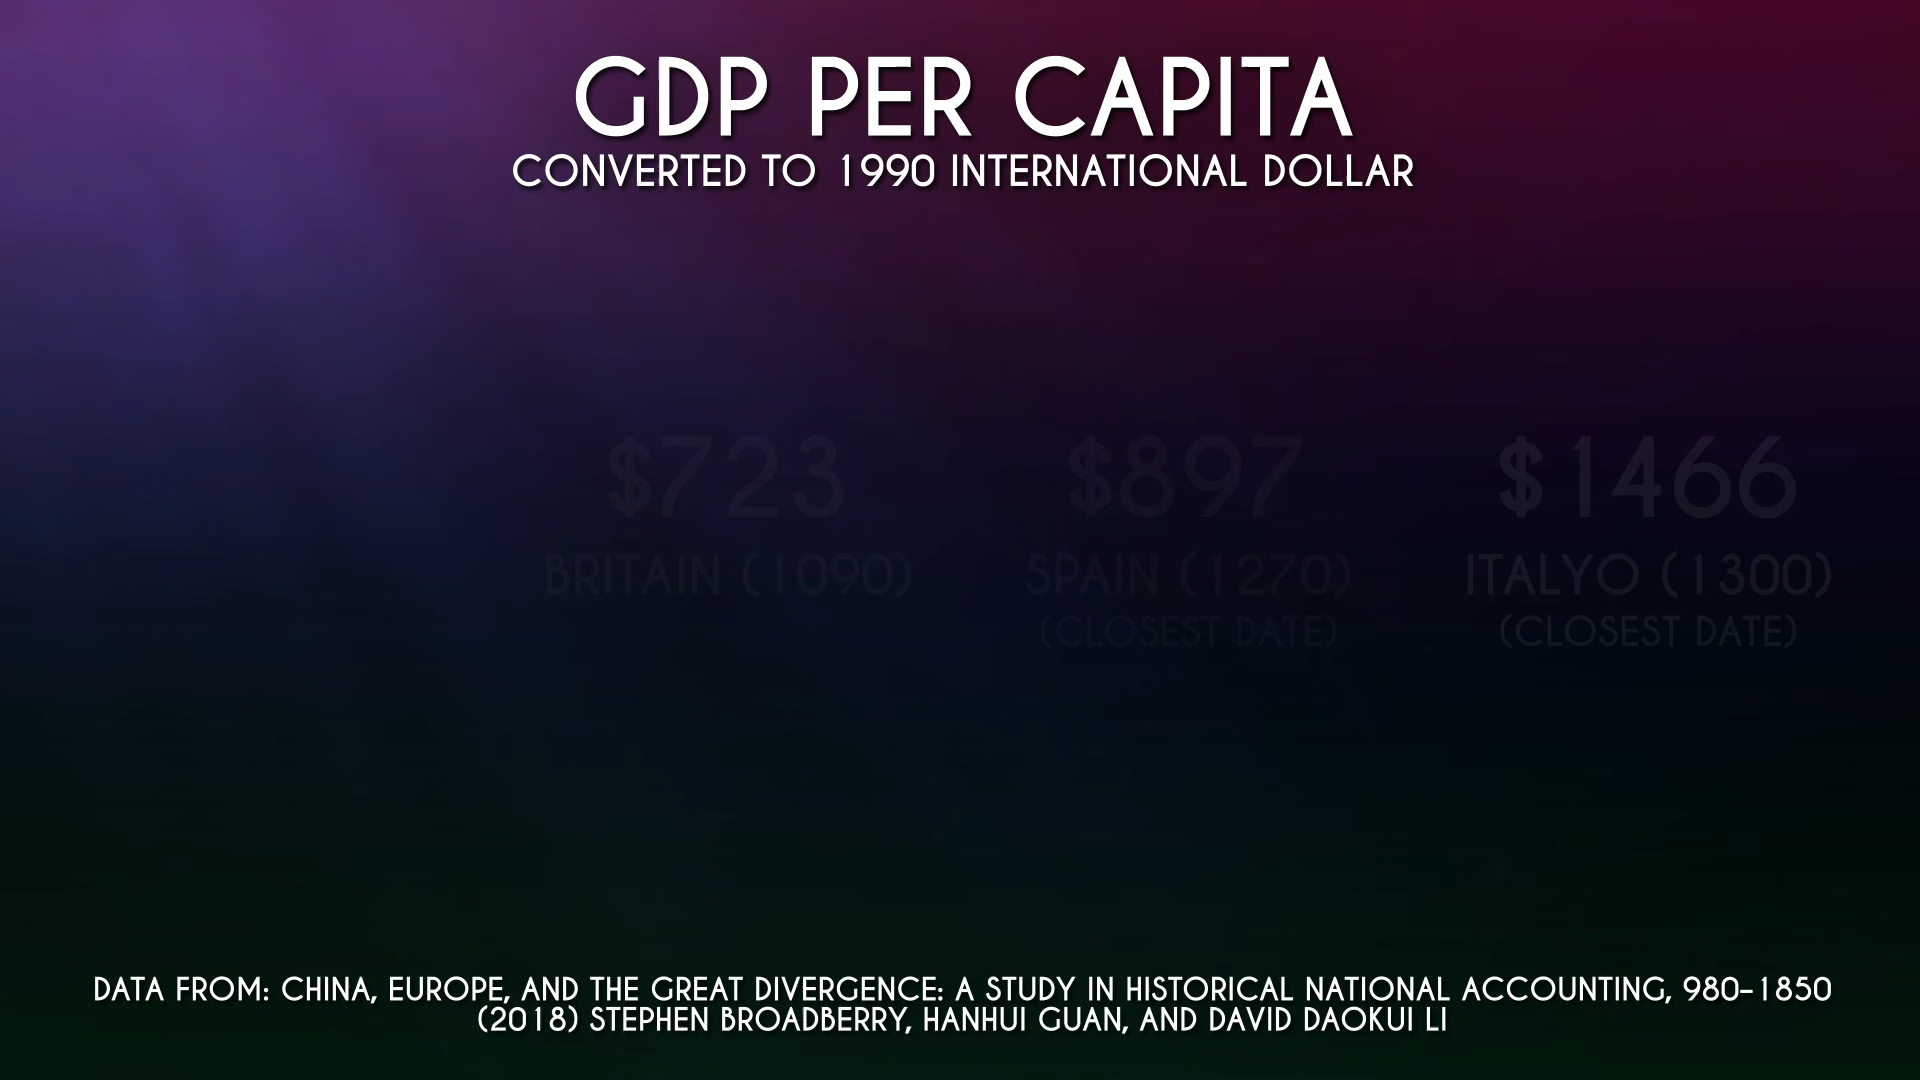 GDP PER CAPITA
CONVERTED TO 1990 INTERNATIONAL DOLLAR
$723 $897 $1466
BRITAIN (1090) SPAIN (1270) ITALYO (1300)
(CLOSEST DATE) (CLOSEST DATE)
DATA FROM: CHINA, EUROPE, AND THE GREAT DIVERGENCE: A STUDY IN HISTORICAL NATIONAL ACCOUNTING, 980–1850
(2018) STEPHEN BROADBERRY, HANHUI GUAN, AND DAVID DAOKUI LI